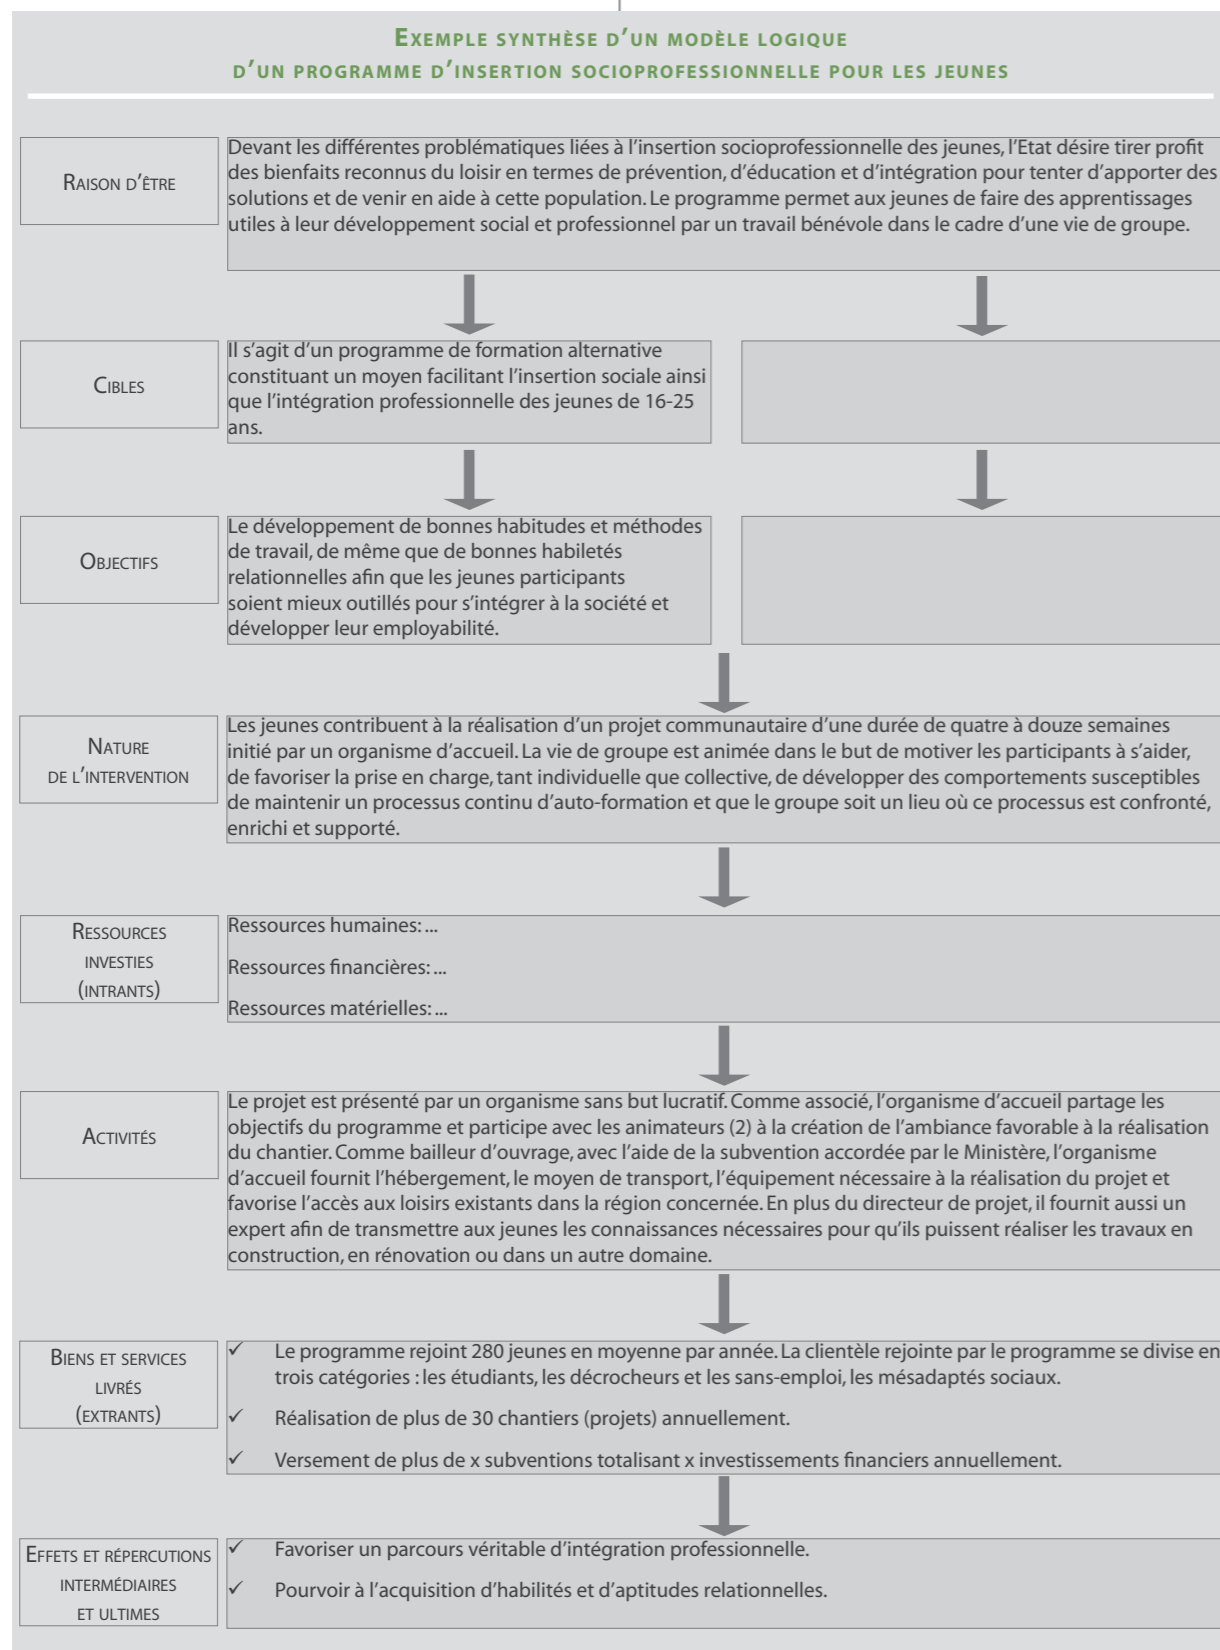 EXEMPLE SYNTHÈSE D'UN MODÈLE LOGIQUE
D'UN PROGRAMME D'INSERTION SOCIOPROFESSIONNELLE POUR LES JEUNES
RAISON D'ÊTRE
Devant les différentes problématiques liées à l'insertion socioprofessionnelle des jeunes, l'Etat désire tirer profit
des bienfaits reconnus du loisir en termes de prévention, d'éducation et d'intégration pour tenter d'apporter des
solutions et de venir en aide à cette population. Le programme permet aux jeunes de faire des apprentissages
utiles à leur développement social et professionnel par un travail bénévole dans le cadre d'une vie de groupe.
CIBLES
Il s'agit d'un programme de formation alternative
constituant un moyen facilitant l'insertion sociale ainsi
que l'intégration professionnelle des jeunes de 16-25
ans.
OBJECTIFS
Le développement de bonnes habitudes et méthodes
de travail, de même que de bonnes habiletés
relationnelles afin que les jeunes participants
soient mieux outillés pour s'intégrer à la société et
développer leur employabilité.
NATURE
DE L'INTERVENTION
Les jeunes contribuent à la réalisation d'un projet communautaire d'une durée de quatre à douze semaines
initié par un organisme d'accueil. La vie de groupe est animée dans le but de motiver les participants à s'aider,
de favoriser la prise en charge, tant individuelle que collective, de développer des comportements susceptibles
de maintenir un processus continu d'auto-formation et que le groupe soit un lieu où ce processus est confronté,
enrichi et supporté.
RESSOURCES
INVESTIES
(INTRANTS)
Ressources humaines: ...
Ressources financières: ...
Ressources matérielles: ...
ACTIVITÉS
Le projet est présenté par un organisme sans but lucratif. Comme associé, l'organisme d'accueil partage les
objectifs du programme et participe avec les animateurs (2) à la création de l'ambiance favorable à la réalisation
du chantier. Comme bailleur d'ouvrage, avec l'aide de la subvention accordée par le Ministère, l'organisme
d'accueil fournit l'hébergement, le moyen de transport, l'équipement nécessaire à la réalisation du projet et
favorise l'accès aux loisirs existants dans la région concernée. En plus du directeur de projet, il fournit aussi un
expert afin de transmettre aux jeunes les connaissances nécessaires pour qu'ils puissent réaliser les travaux en
construction, en rénovation ou dans un autre domaine.
BIENS ET SERVICES
LIVRÉS
(EXTRANTS)
✓ Le programme rejoint 280 jeunes en moyenne par année. La clientèle rejointe par le programme se divise en
trois catégories : les étudiants, les décrocheurs et les sans-emploi, les mésadaptés sociaux.
✓ Réalisation de plus de 30 chantiers (projets) annuellement.
✓ Versement de plus de x subventions totalisant x investissements financiers annuellement.
EFFETS ET RÉPERCUTIONS
INTERMÉDIAIRES
ET ULTIMES
✓ Favoriser un parcours véritable d'intégration professionnelle.
✓ Pourvoir à l'acquisition d'habilités et d'aptitudes relationnelles.